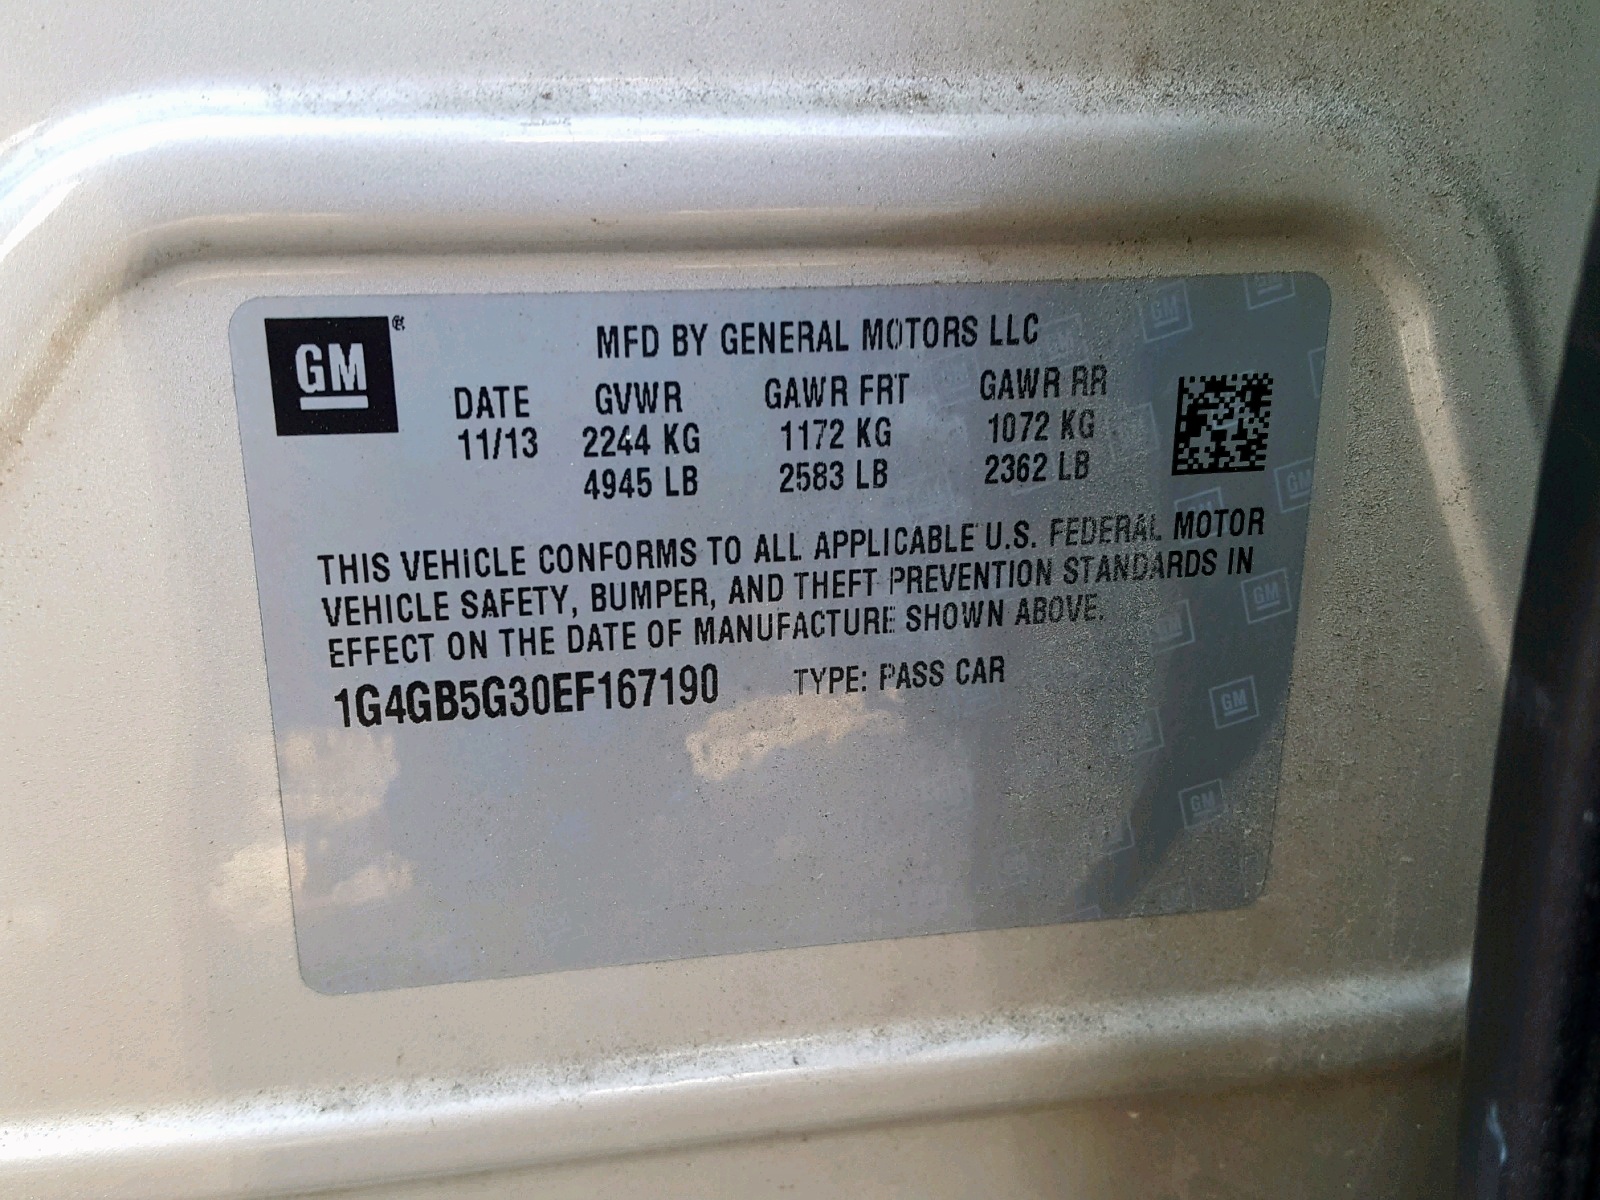 GM
MFD BY GENERAL MOTORS LLC
DATE GVWR GAWR FRT GAWR RR
11/13 2244 KG 1172 KG 1072 KG
4945 LB 2583 LB 2362 LB
THIS VEHICLE CONFORMS TO ALL APPLICABLE U.S. FEDERAL MOTOR
VEHICLE SAFETY, BUMPER, AND THEFT PREVENTION STANDARDS IN
EFFECT ON THE DATE OF MANUFACTURE SHOWN ABOVE.
1G4GB5G30EF167190 TYPE: PASS CAR